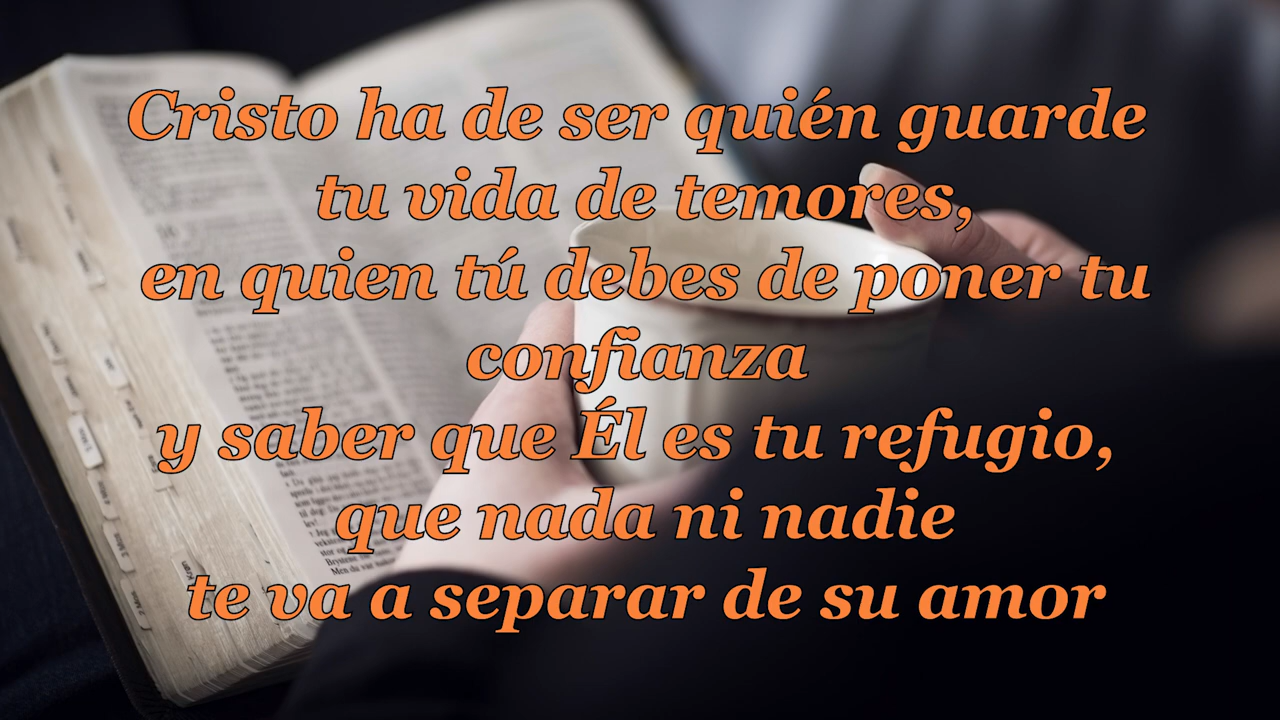 Cristo ha de ser quién guarde
tu vida de temores,
en quien tú debes de poner tu
confianza
y saber que Él es tu refugio,
que nada ni nadie
te va a separar de su amor